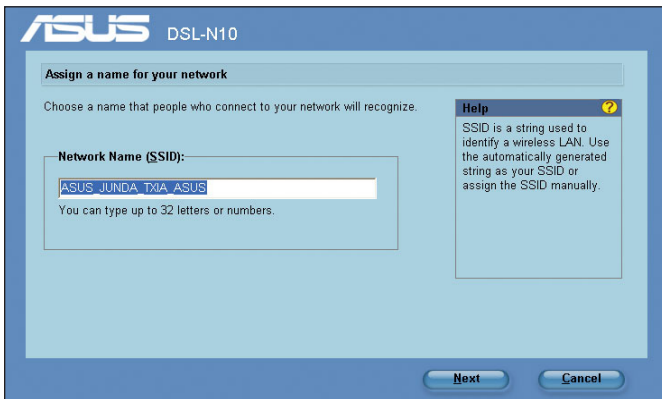 ASUS DSL-N10
Assign a name for your network
Choose a name that people who connect to your network will recognize.
Network Name (SSID):
ASUS_JUNDA_TXIA_ASUS
You can type up to 32 letters or numbers.
Help ?
SSID is a string used to
identify a wireless LAN. Use
the automatically generated
string as your SSID or
assign the SSID manually.
Next Cancel